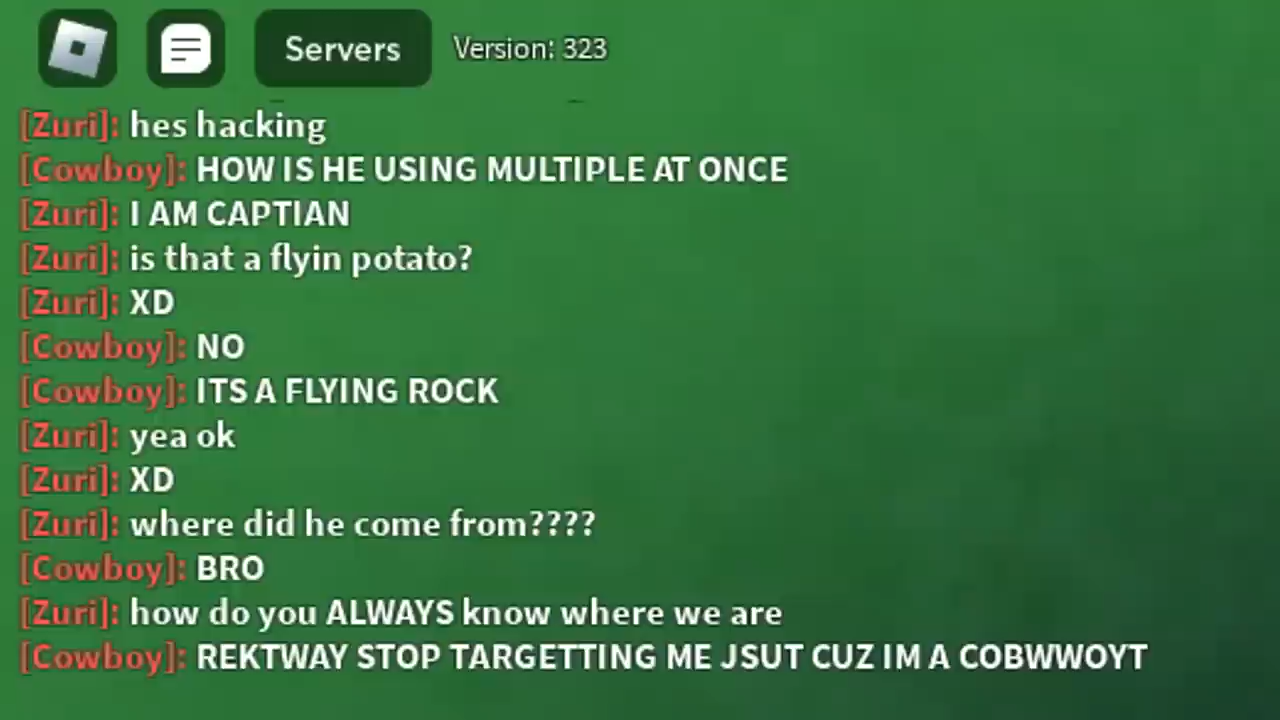 Servers Version: 323
[Zuri]: hes hacking
[Cowboy]: HOW IS HE USING MULTIPLE AT ONCE
[Zuri]: I AM CAPTIAN
[Zuri]: is that a flyin potato?
[Zuri]: XD
[Cowboy]: NO
[Cowboy]: ITS A FLYING ROCK
[Zuri]: yea ok
[Zuri]: XD
[Zuri]: where did he come from????
[Cowboy]: BRO
[Zuri]: how do you ALWAYS know where we are
[Cowboy]: REKTWAY STOP TARGETTING ME JSUT CUZ IM A COBWWOYT